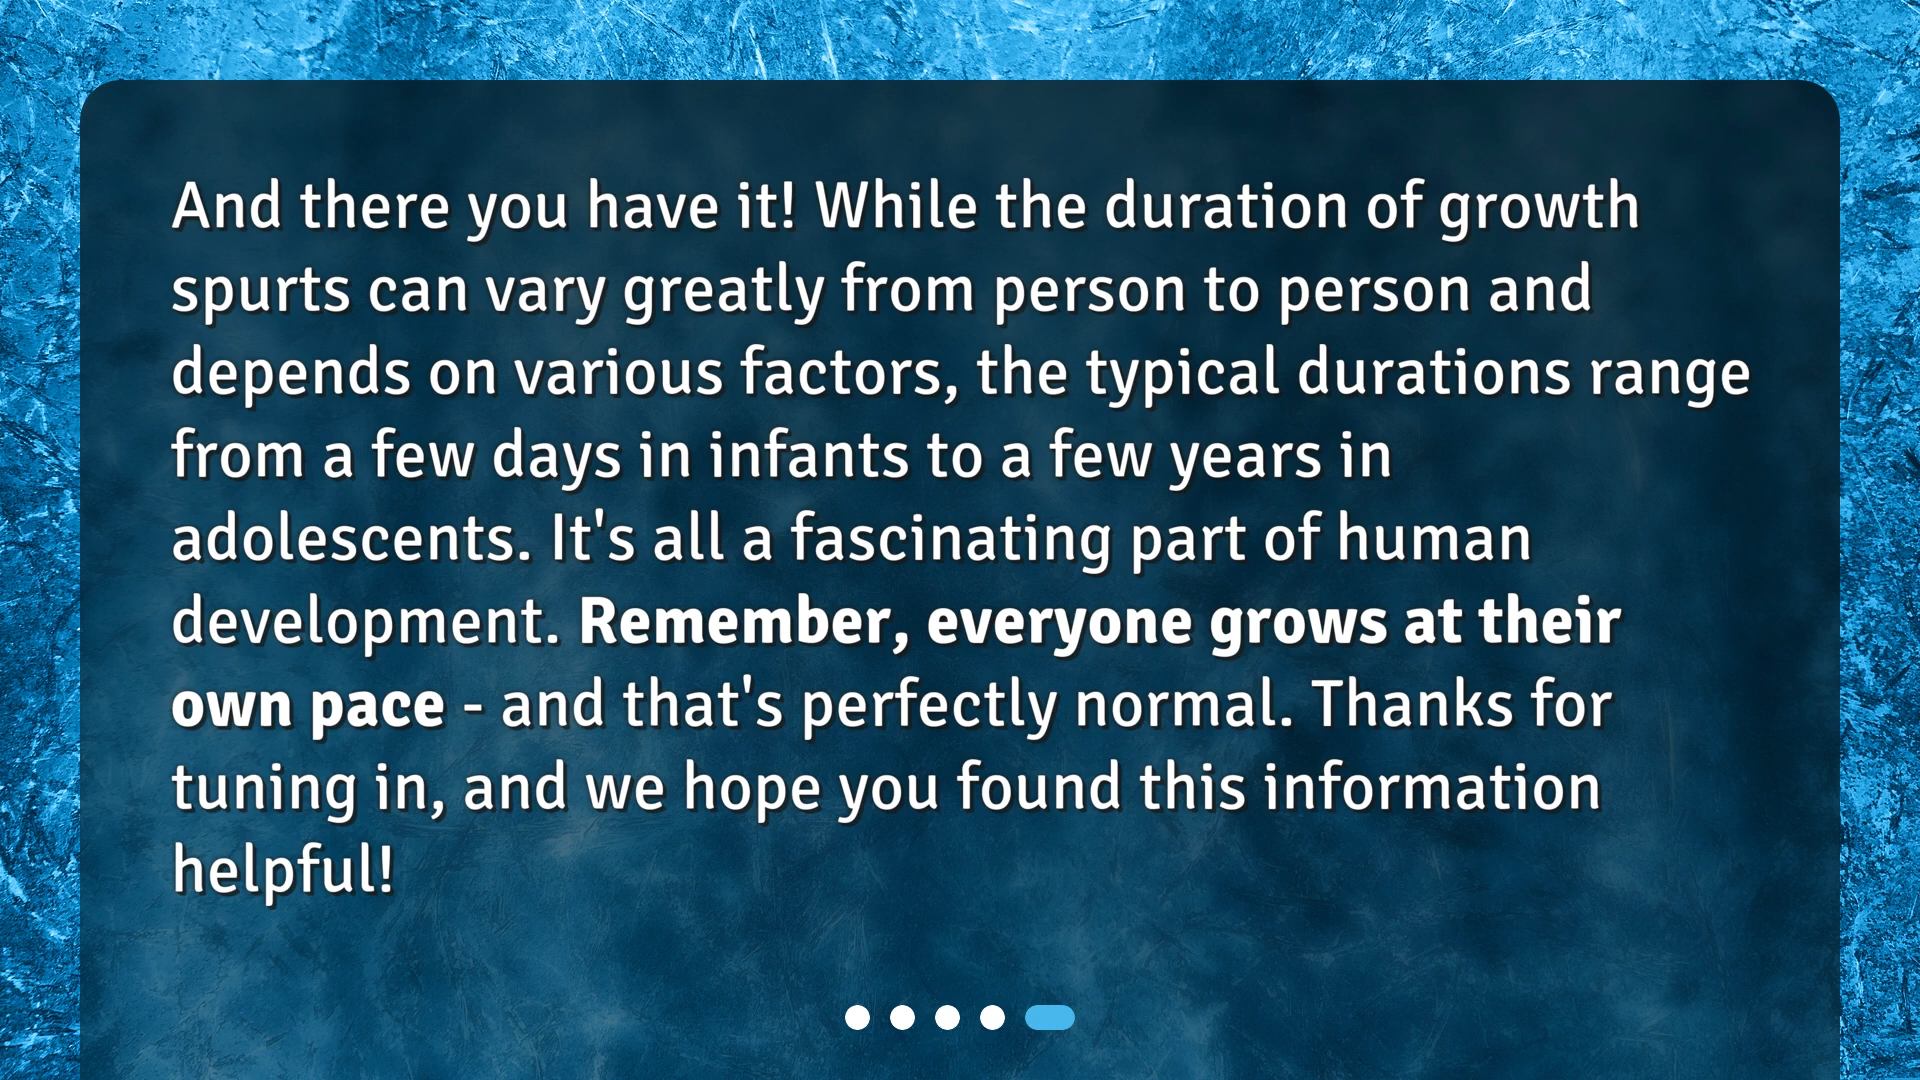 And there you have it! While the duration of growth
spurts can vary greatly from person to person and
depends on various factors, the typical durations range
from a few days in infants to a few years in
adolescents. It's all a fascinating part of human
development. Remember, everyone grows at their
own pace - and that's perfectly normal. Thanks for
tuning in, and we hope you found this information
helpful!